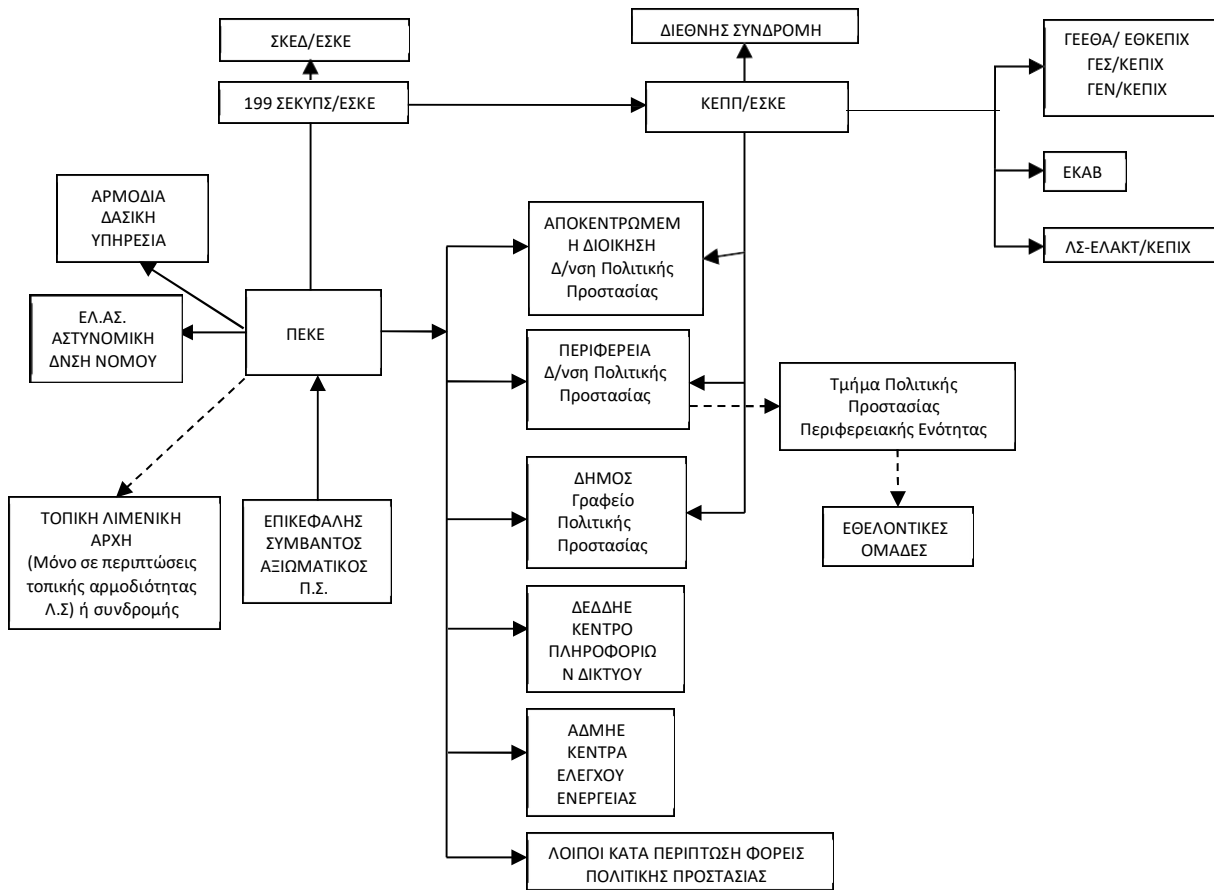 ΣΚΕΔ/ΕΣΚΕ
ΔΙΕΘΝΗΣ ΣΥΝΔΡΟΜΗ
ΓΕΕΘΑ/ ΕΘΚΕΠΙΧ
ΓΕΣ/ΚΕΠΙΧ
ΓΕΝ/ΚΕΠΙΧ
199 ΣΕΚΥΠΣ/ΕΣΚΕ
ΚΕΠΠ/ΕΣΚΕ
ΕΚΑΒ
ΛΣ-ΕΛΑΚΤ/ΚΕΠΙΧ
ΑΡΜΟΔΙΑ
ΔΑΣΙΚΗ
ΥΠΗΡΕΣΙΑ
ΑΠΟΚΕΝΤΡΩΜΕΜ
Η ΔΙΟΙΚΗΣΗ
Δ/νση Πολιτικής
Προστασίας
ΕΛ.ΑΣ.
ΑΣΤΥΝΟΜΙΚΗ
ΔΝΣΗ ΝΟΜΟΥ
ΠΕΚΕ
ΠΕΡΙΦΕΡΕΙΑ
Δ/νση Πολιτικής
Προστασίας
Τμήμα Πολιτικής
Προστασίας
Περιφερειακής Ενότητας
ΤΟΠΙΚΗ ΛΙΜΕΝΙΚΗ
ΑΡΧΗ
(Μόνο σε περιπτώσεις
τοπικής αρμοδιότητας
Λ.Σ) ή συνδρομής
ΕΠΙΚΕΦΑΛΗΣ
ΣΥΜΒΑΝΤΟΣ
ΑΞΙΩΜΑΤΙΚΟΣ
Π.Σ.
ΔΗΜΟΣ
Γραφείο
Πολιτικής
Προστασίας
ΕΘΕΛΟΝΤΙΚΕΣ
ΟΜΑΔΕΣ
ΔΕΔΔΗΕ
ΚΕΝΤΡΟ
ΠΛΗΡΟΦΟΡΙΩ
Ν ΔΙΚΤΥΟΥ
ΑΔΜΗΕ
ΚΕΝΤΡΑ
ΕΛΕΓΧΟΥ
ΕΝΕΡΓΕΙΑΣ
ΛΟΙΠΟΙ ΚΑΤΑ ΠΕΡΙΠΤΩΣΗ ΦΟΡΕΙΣ
ΠΟΛΙΤΙΚΗΣ ΠΡΟΣΤΑΣΙΑΣ